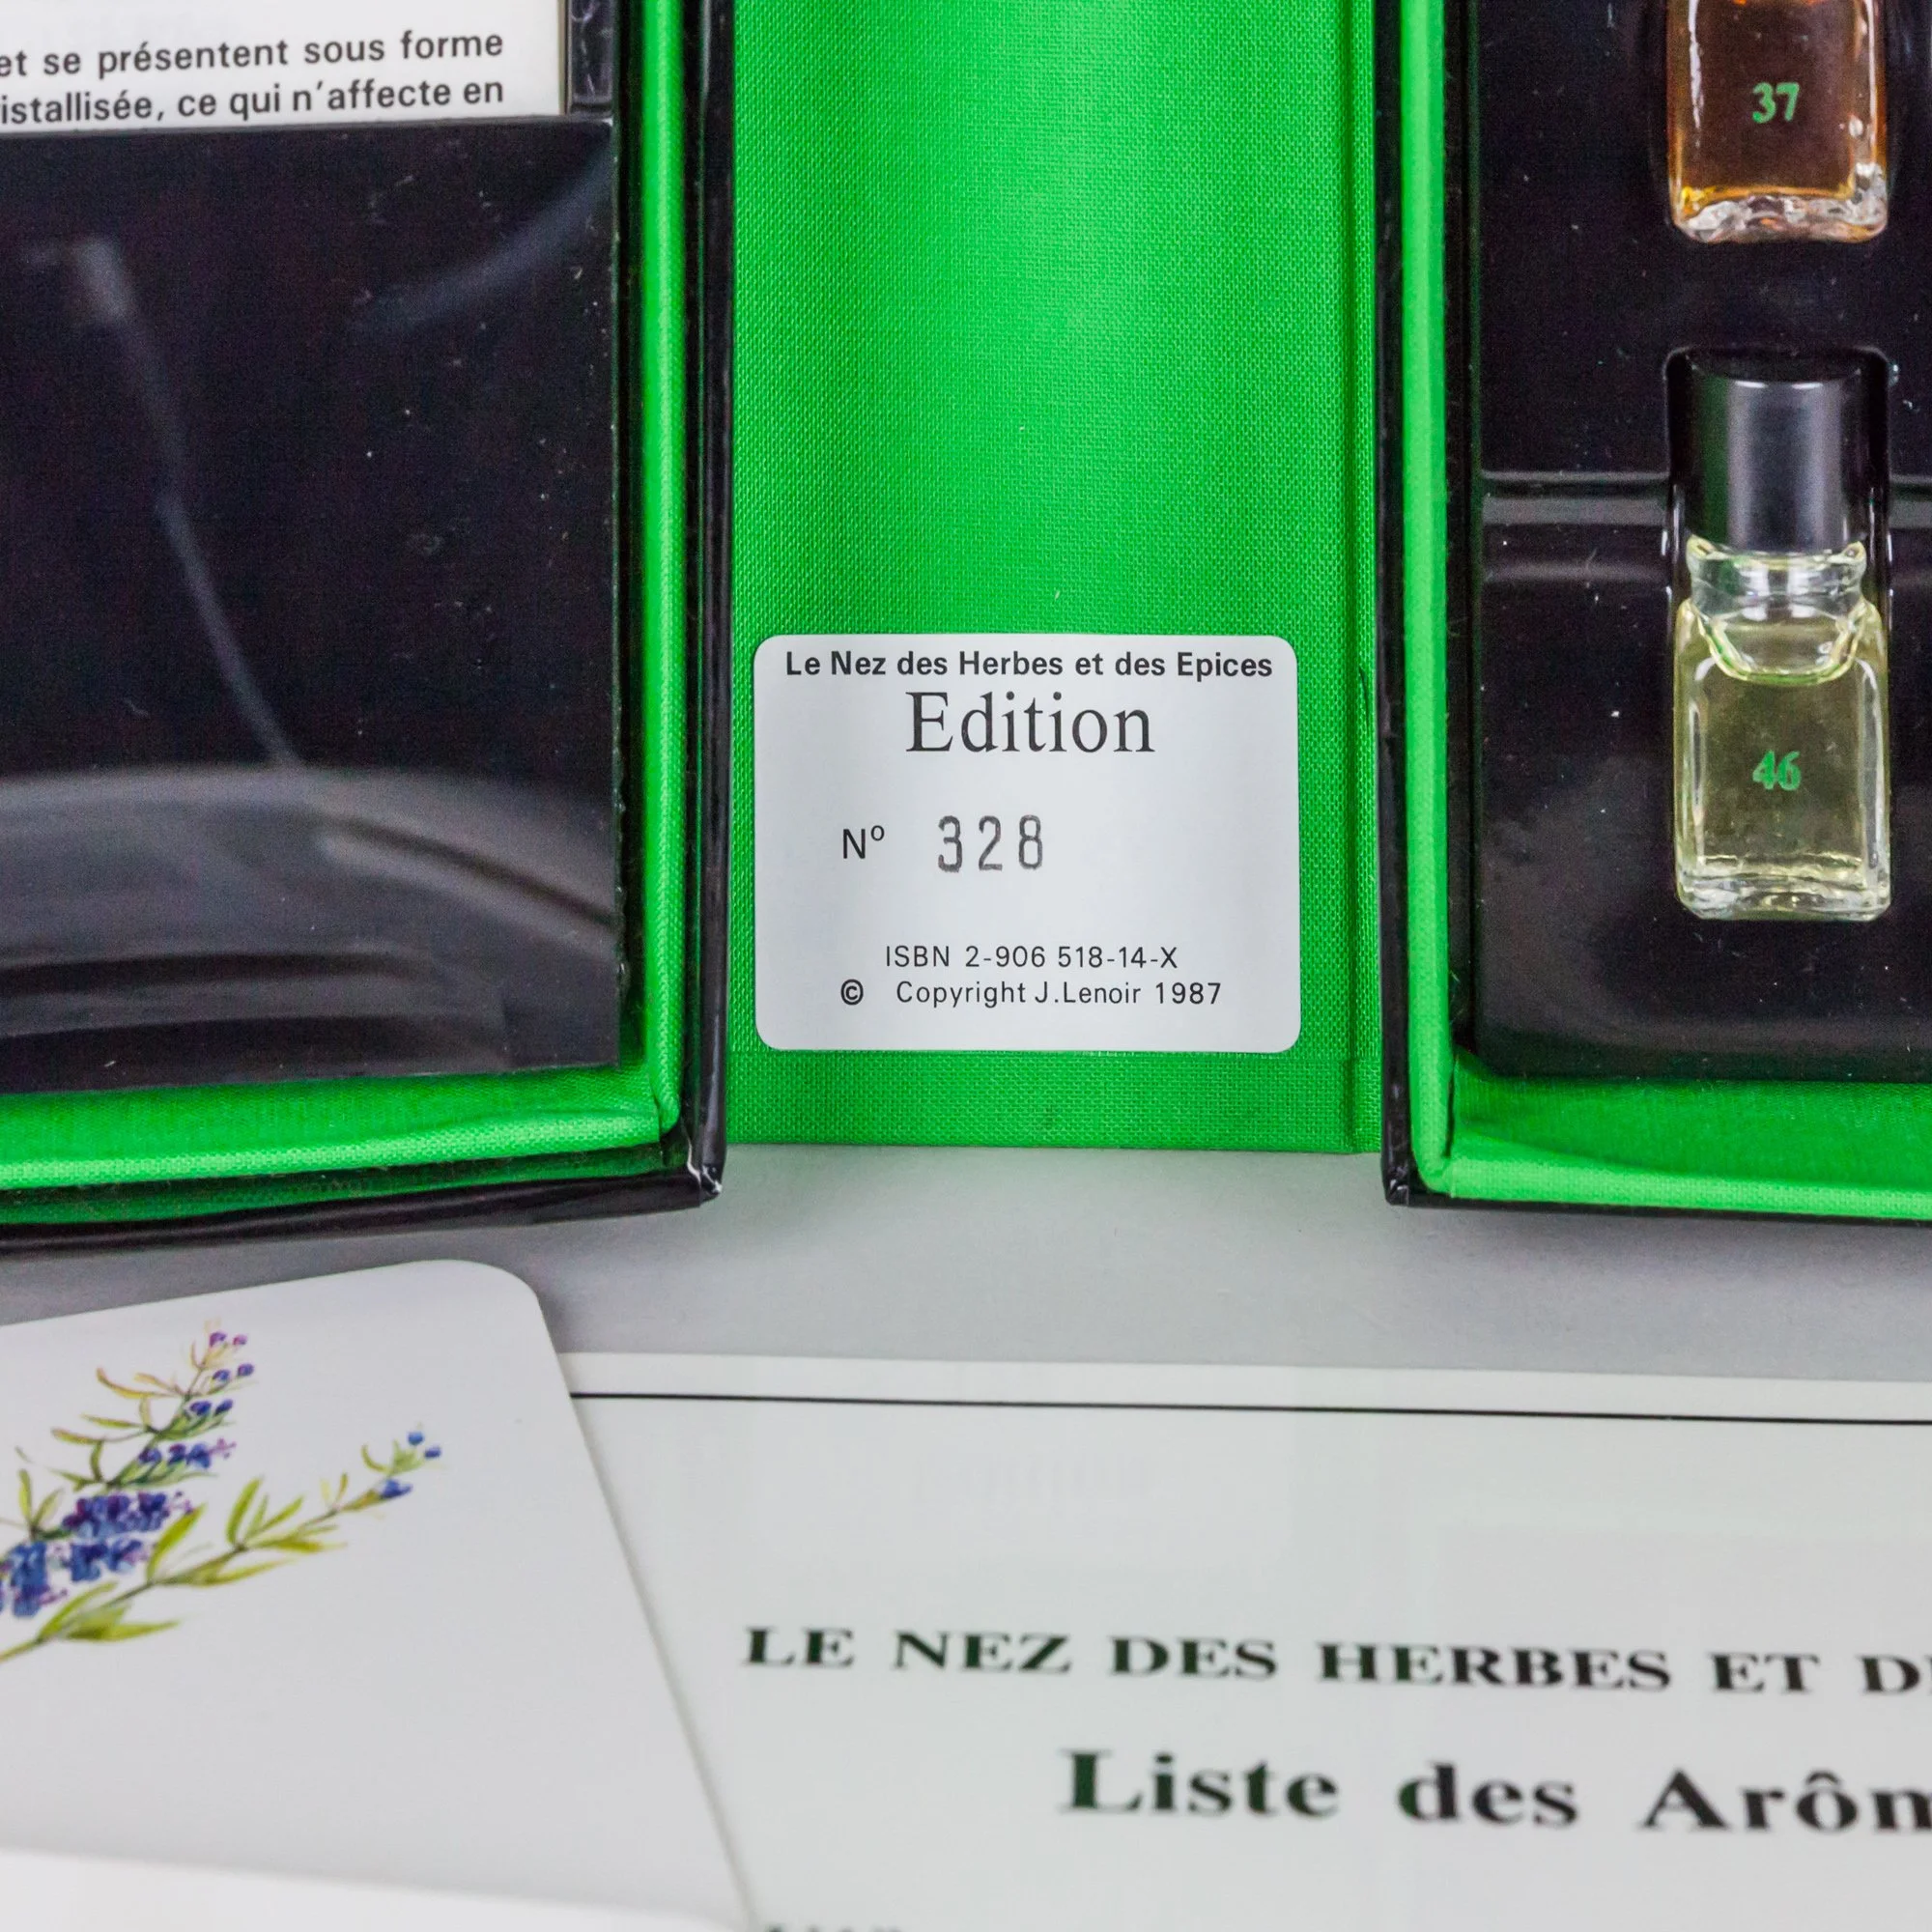 et se présentent sous forme
istallisée, ce qui n'affecte en
37
Le Nez des Herbes et des Epices
Edition
Nº 328
ISBN 2-906 518-14-X
© Copyright J.Lenoir 1987
46
LE NEZ DES HERBES ET D
Liste des Arôm